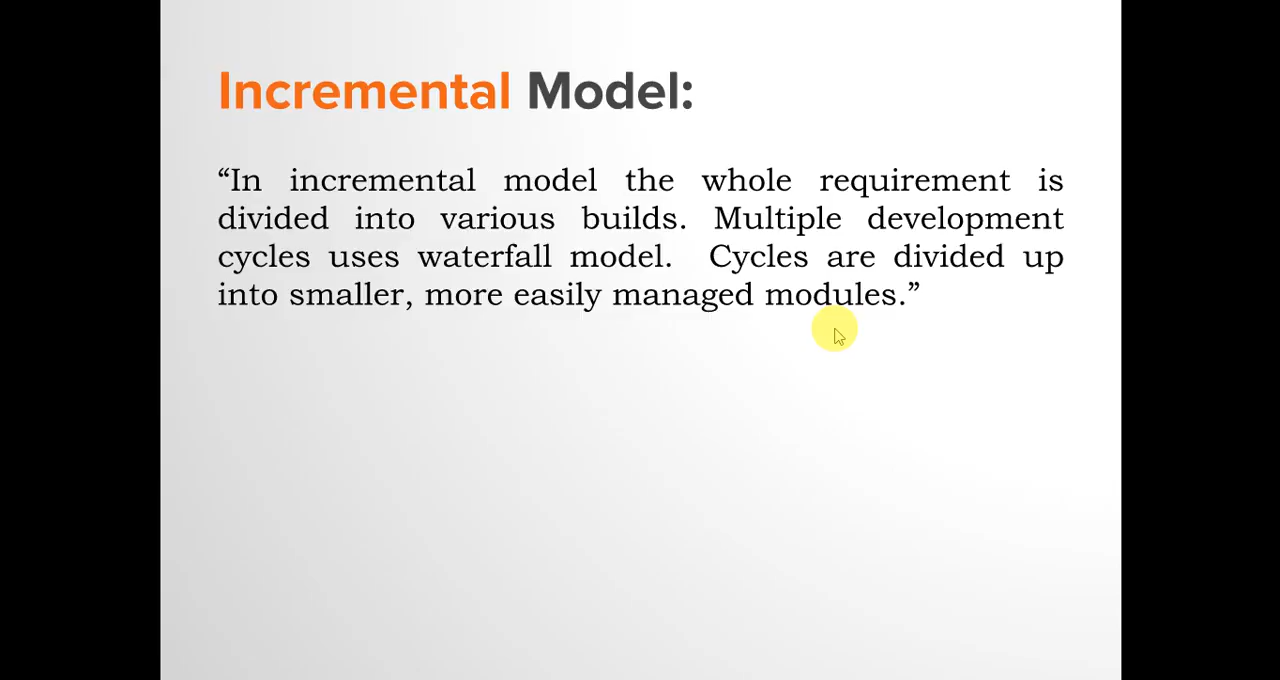 Incremental Model:
“In incremental model the whole requirement is
divided into various builds. Multiple development
cycles uses waterfall model. Cycles are divided up
into smaller, more easily managed modules.”